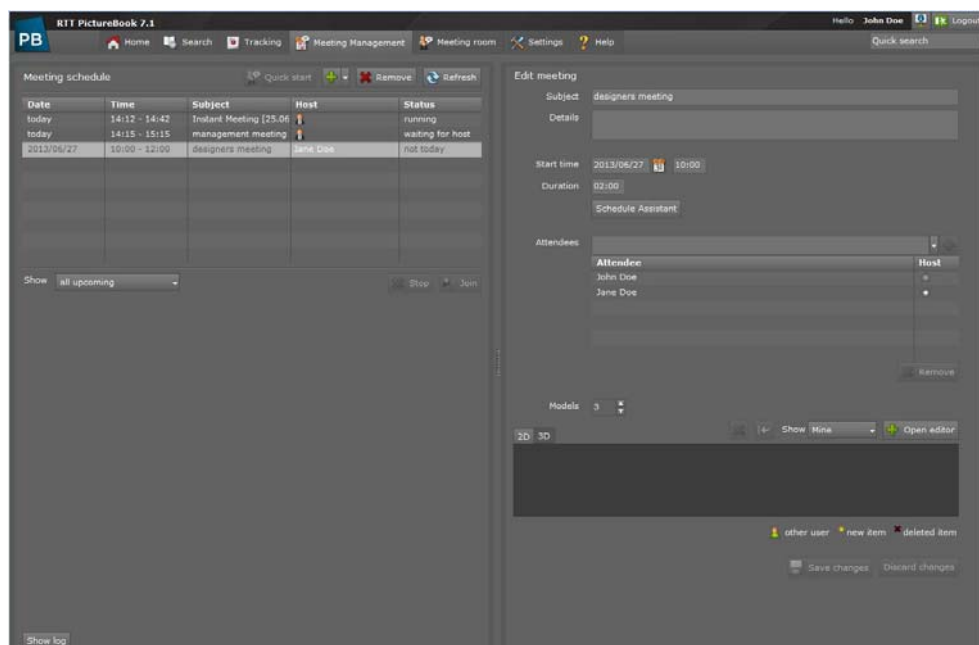 RTT PictureBook 7.1
Hello John Doe Logout
PB
Home Search Tracking Meeting Management Meeting room Settings Help
Quick search
Meeting schedule
Quick start Remove Refresh
Date Time Subject Host Status
today 14:12 - 14:42 Instant Meeting [25.06 running
today 14:15 - 15:15 management meeting waiting for host
2013/06/27 10:00 - 12:00 designers meeting Jane Doe not today
Show all upcoming
Stop Join
Show log
Edit meeting
Subject designers meeting
Details
Start time 2013/06/27 10:00
Duration 02:00
Schedule Assistant
Attendees
Attendee Host
John Doe
Jane Doe
Remove
Models 3
2D 3D
Show Mine Open editor
other user new item deleted item
Save changes Discard changes